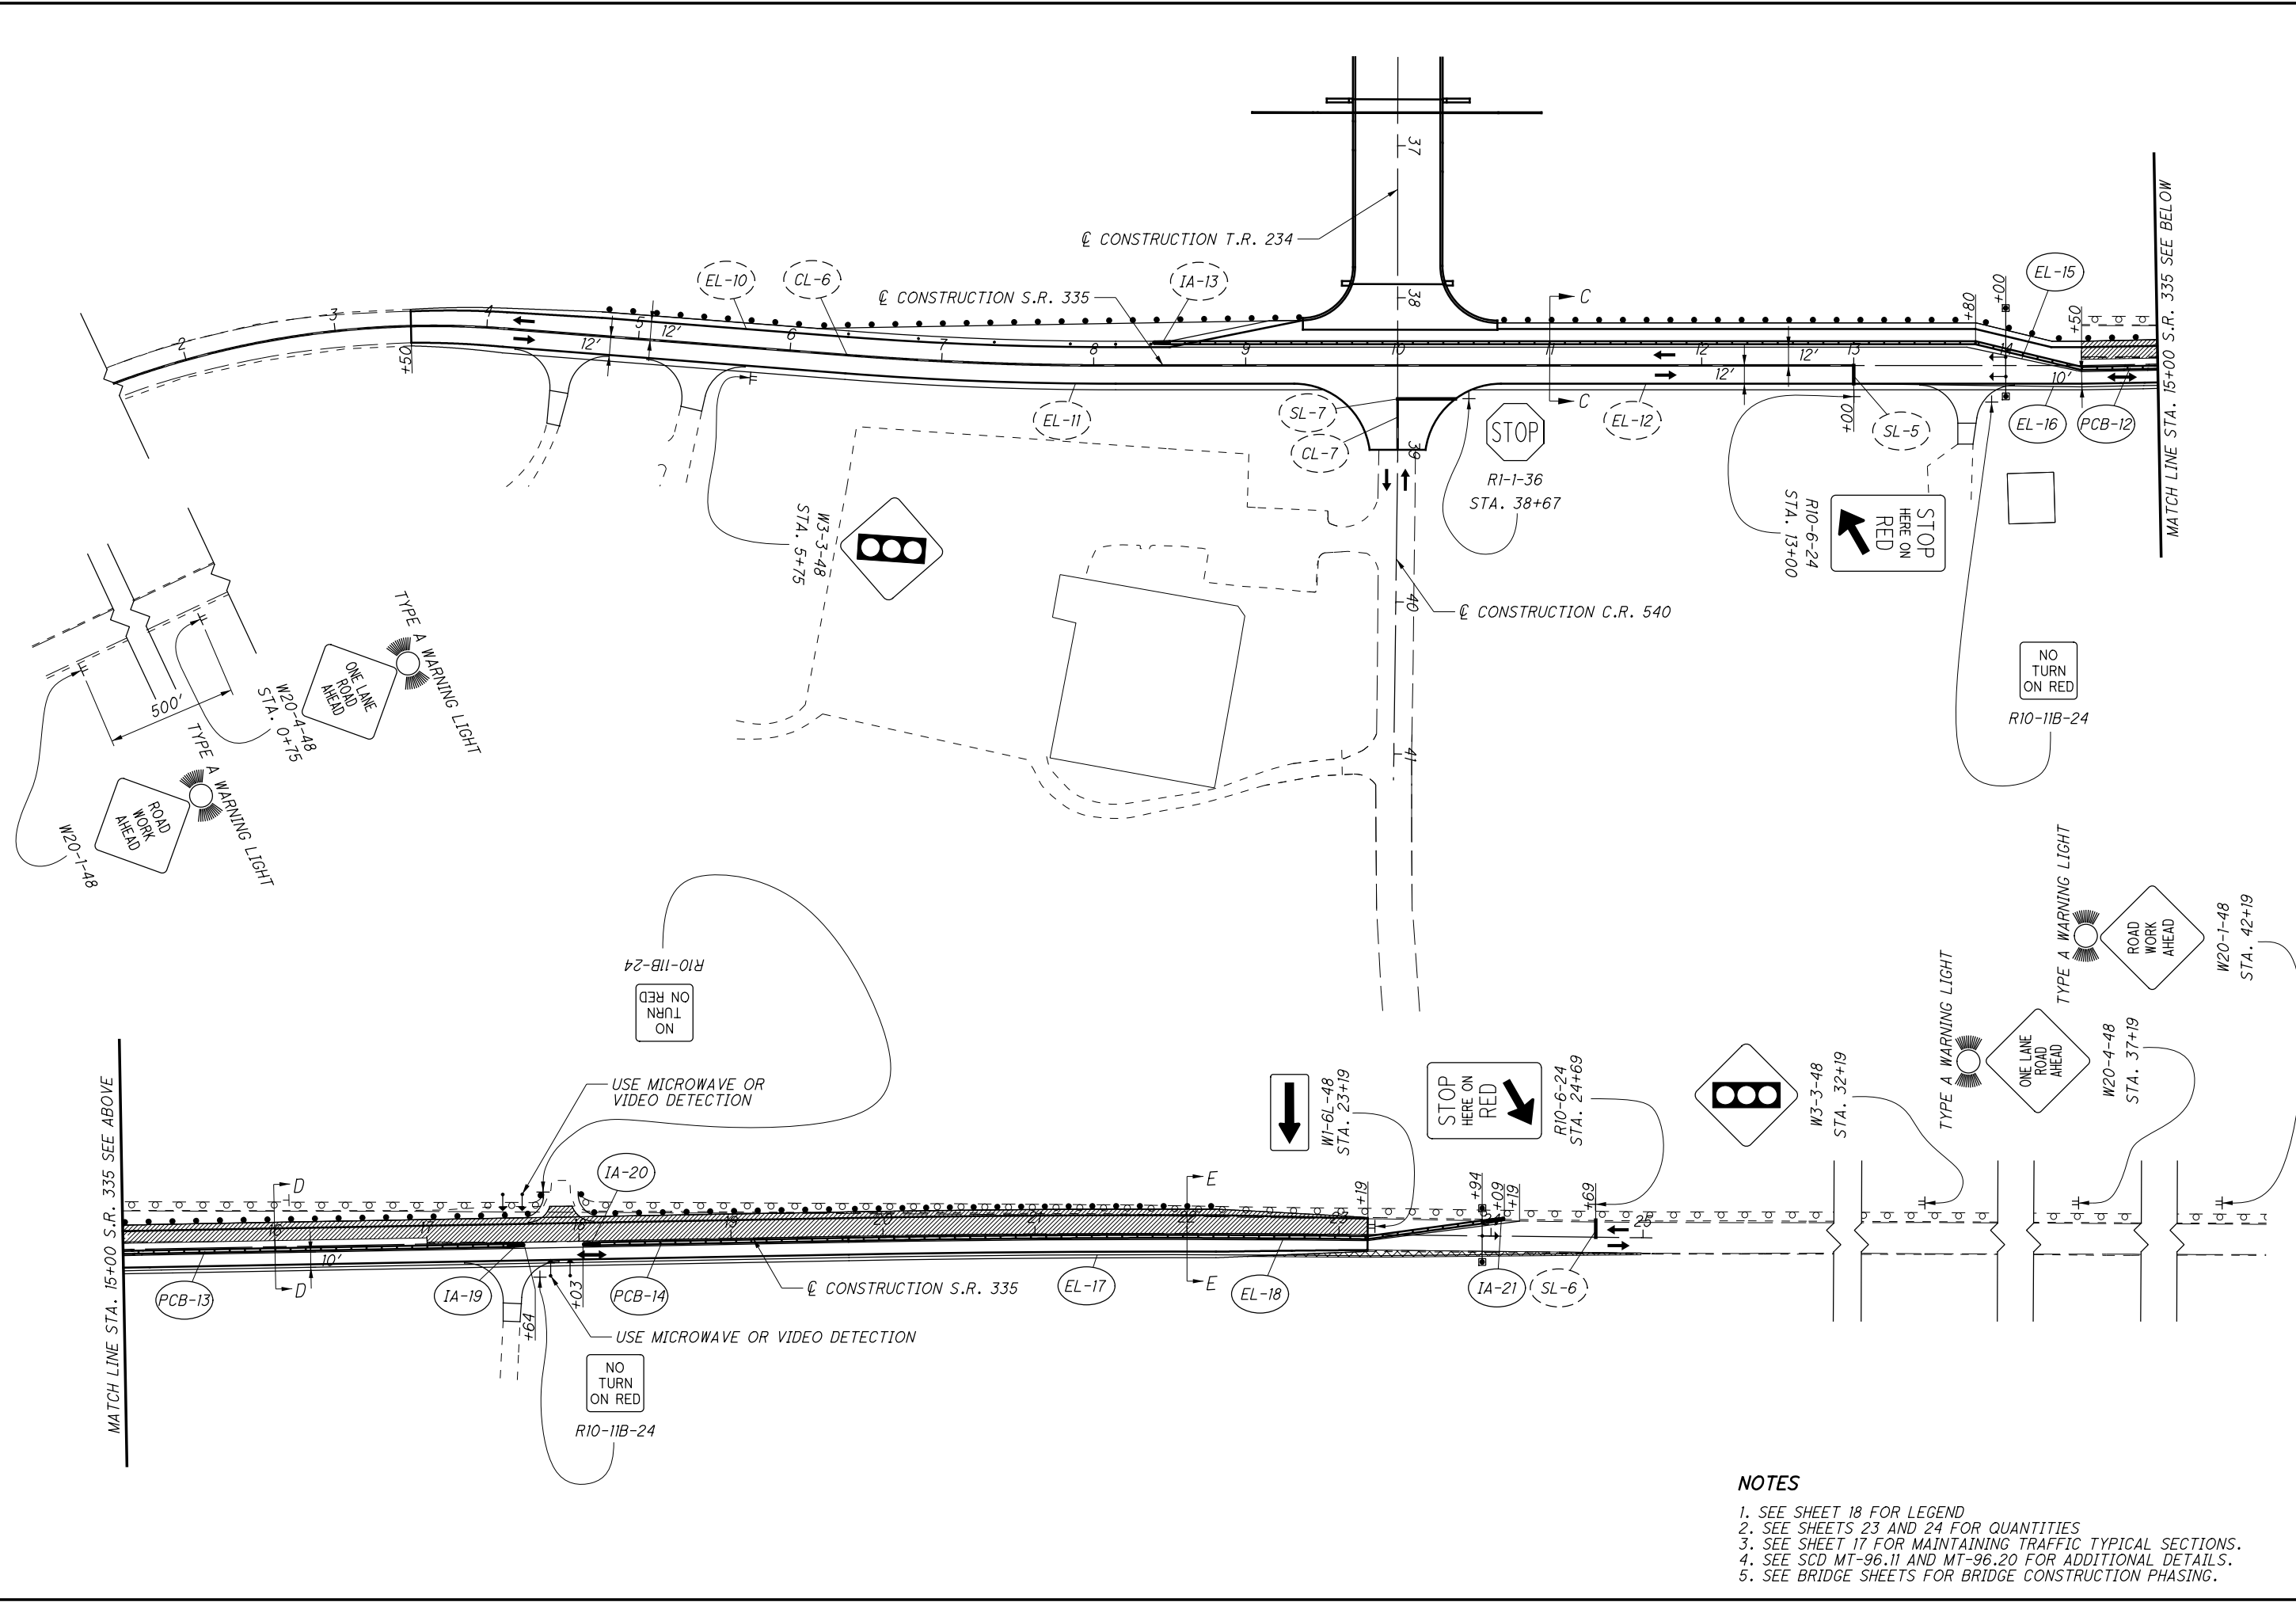 37
℄ CONSTRUCTION T.R. 234
38
℄ CONSTRUCTION S.R. 335
EL-10
CL-6
IA-13
C
EL-15
+80
+00
+50
MATCH LINE STA. 15+00 S.R. 335 SEE BELOW
2
3
4
5
6
7
8
9
10
11
12
13
14
12'
12'
12'
12'
10'
+50
EL-11
SL-7
CL-7
39
C
EL-12
+00
SL-5
EL-16
PCB-12
STOP
R1-1-36
STA. 38+67
STOP
HERE ON
RED
R10-6-24
STA. 13+00
W3-3-48
STA. 5+75
40
℄ CONSTRUCTION C.R. 540
41
NO
TURN
ON RED
R10-11B-24
500'
ONE LANE
ROAD
AHEAD
TYPE A WARNING LIGHT
W20-4-48
STA. 0+75
ROAD
WORK
AHEAD
TYPE A WARNING LIGHT
W20-1-48
R10-11B-24
NO
TURN
ON RED
USE MICROWAVE OR
VIDEO DETECTION
W1-6L-48
STA. 23+19
STOP
HERE ON
RED
R10-6-24
STA. 24+69
W3-3-48
STA. 32+19
TYPE A WARNING LIGHT
ONE LANE
ROAD
AHEAD
W20-4-48
STA. 37+19
TYPE A WARNING LIGHT
ROAD
WORK
AHEAD
W20-1-48
STA. 42+19
MATCH LINE STA. 15+00 S.R. 335 SEE ABOVE
D
IA-20
E
+19
+94
+09
+19
+69
16
17
18
19
20
21
22
23
24
25
10'
D
PCB-13
IA-19
+64
+03
PCB-14
℄ CONSTRUCTION S.R. 335
EL-17
E
EL-18
IA-21
SL-6
USE MICROWAVE OR VIDEO DETECTION
NO
TURN
ON RED
R10-11B-24
NOTES
1. SEE SHEET 18 FOR LEGEND
2. SEE SHEETS 23 AND 24 FOR QUANTITIES
3. SEE SHEET 17 FOR MAINTAINING TRAFFIC TYPICAL SECTIONS.
4. SEE SCD MT-96.11 AND MT-96.20 FOR ADDITIONAL DETAILS.
5. SEE BRIDGE SHEETS FOR BRIDGE CONSTRUCTION PHASING.